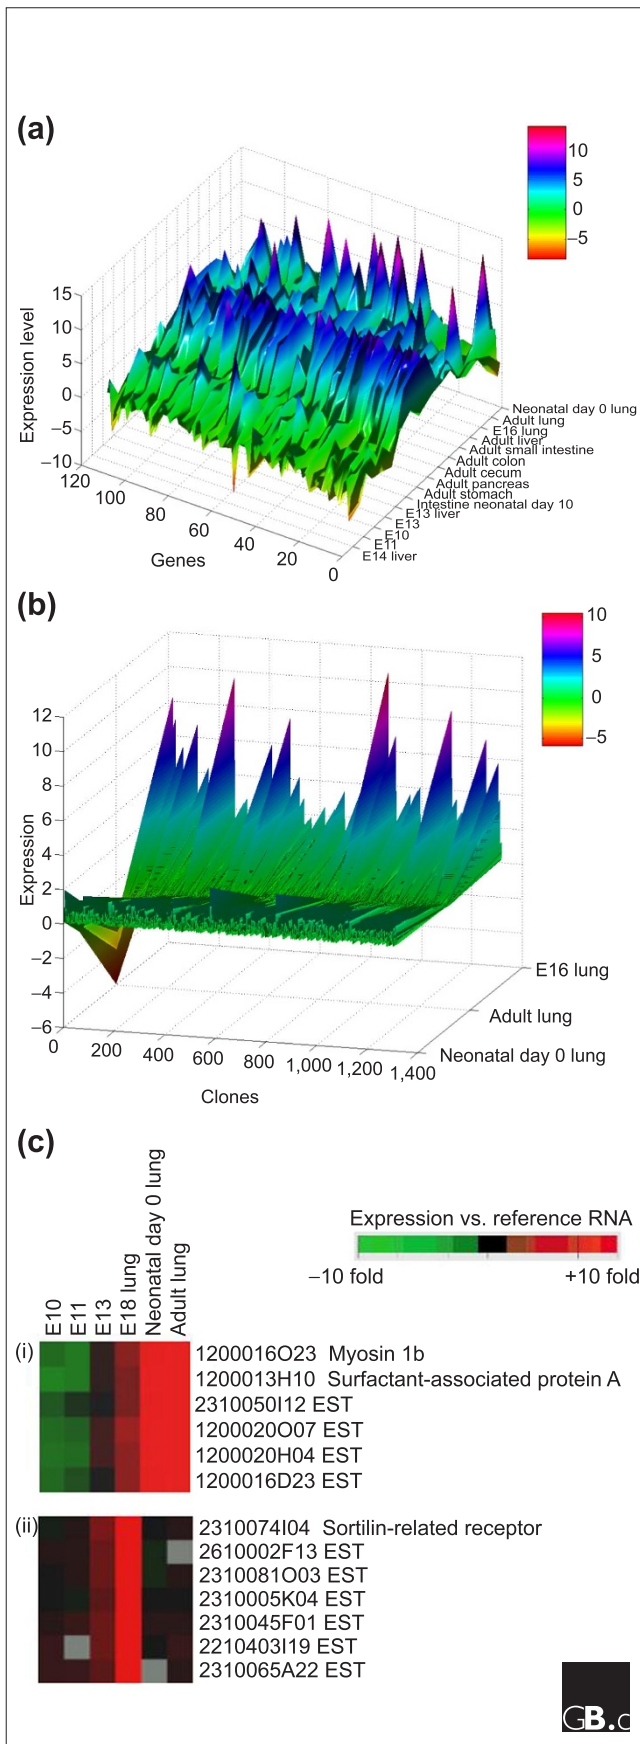 (a)
10
5
0
–5
Expression level
15
10
5
0
–5
–10
120
100
80
60
40
20
0
Genes
Neonatal day 0 lung
Adult lung
E16 lung
Adult liver
Adult small intestine
Adult colon
Adult cecum
Adult pancreas
Adult stomach
Intestine neonatal day 10
E13 liver
E13
E10
E11
E14 liver
(b)
10
5
0
–5
Expression
12
10
8
6
4
2
0
–2
–4
–6
0
200
400
600
800
1,000
1,200
1,400
Clones
E16 lung
Adult lung
Neonatal day 0 lung
(c)
E10
E11
E13
E18 lung
Neonatal day 0 lung
Adult lung
Expression vs. reference RNA
–10 fold
+10 fold
(i)
1200016O23 Myosin 1b
1200013H10 Surfactant-associated protein A
2310050I12 EST
1200020O07 EST
1200020H04 EST
1200016D23 EST
(ii)
2310074I04 Sortilin-related receptor
2610002F13 EST
2310081O03 EST
2310005K04 EST
2310045F01 EST
2210403I19 EST
2310065A22 EST
GB.c